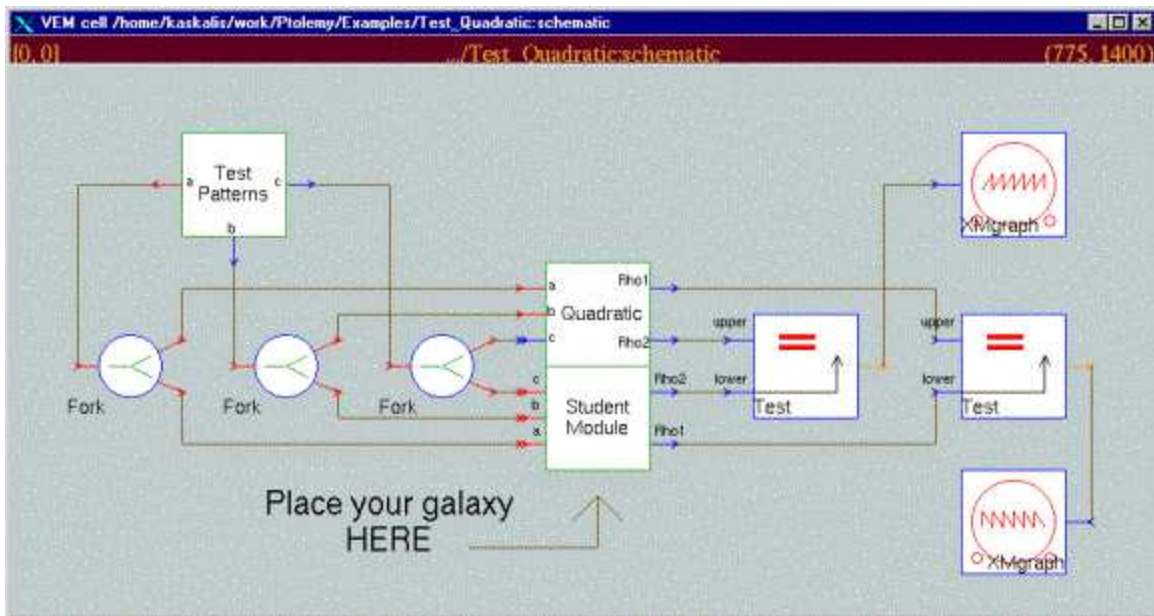 VEM cell /home/kaskalis/work/Ptolemy/Examples/Test_Quadratic:schematic
[0, 0] .../Test_Quadratic:schematic (775, 1400)
Test
Patterns
a
c
b
XMgraph
a
Rho1
b
Quadratic
c
Rho2
upper
lower
Test
upper
lower
Test
Fork
Fork
Fork
c
b
a
Student
Module
Rho2
Rho1
Place your galaxy
HERE
XMgraph